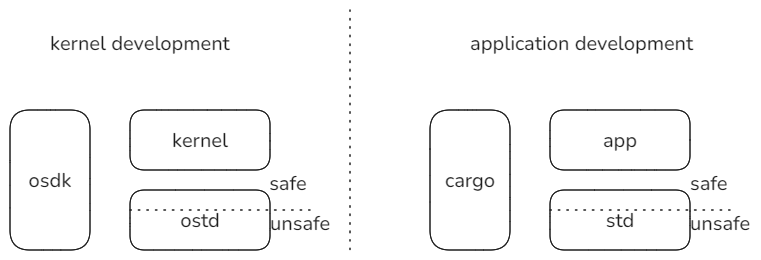 kernel development
application development
osdk
kernel
safe
ostd
unsafe
cargo
app
safe
std
unsafe